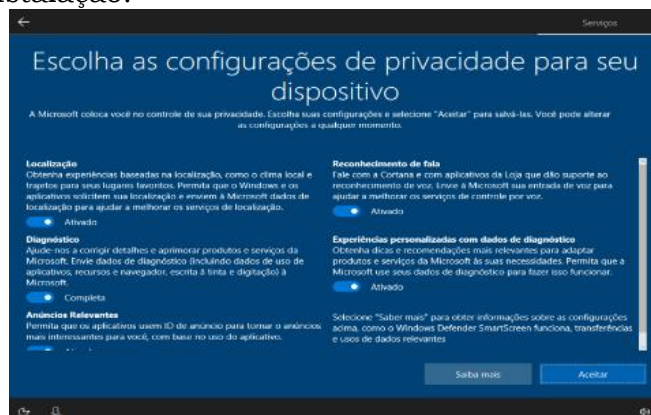 Serviços
Escolha as configurações de privacidade para seu
dispositivo
A Microsoft coloca você no controle de sua privacidade. Escolha suas configurações e selecione "Aceitar" para salvá-las. Você pode alterar
as configurações a qualquer momento.
Localização
Obtenha experiências baseadas na localização, como o clima local e
trajetos para seus lugares favoritos. Permita que o Windows e os
aplicativos solicitem sua localização e enviem à Microsoft dados de
localização para ajudar a melhorar os serviços de localização.
Ativado
Diagnóstico
Ajude-nos a corrigir detalhes e aprimorar produtos e serviços da
Microsoft. Envie dados de diagnóstico (incluindo dados de uso de
aplicativos, recursos e navegador, escrita à tinta e digitação) à
Microsoft.
Completa
Anúncios Relevantes
Permita que os aplicativos usem ID de anúncio para tornar o anúncios
mais interessantes para você, com base no uso do aplicativo.
Reconhecimento de fala
Fale com a Cortana e com aplicativos da Loja que dão suporte ao
reconhecimento de voz. Envie à Microsoft sua entrada de voz para
ajudar a melhorar os serviços de controle por voz.
Ativado
Experiências personalizadas com dados de diagnóstico
Obtenha dicas e recomendações mais relevantes para adaptar
produtos e serviços da Microsoft às suas necessidades. Permita que a
Microsoft use seus dados de diagnóstico para fazer isso funcionar.
Ativado
Selecione "Saber mais" para obter informações sobre as configurações
acima, como o Windows Defender SmartScreen funciona, transferências
e usos de dados relevantes
Saiba mais
Aceitar